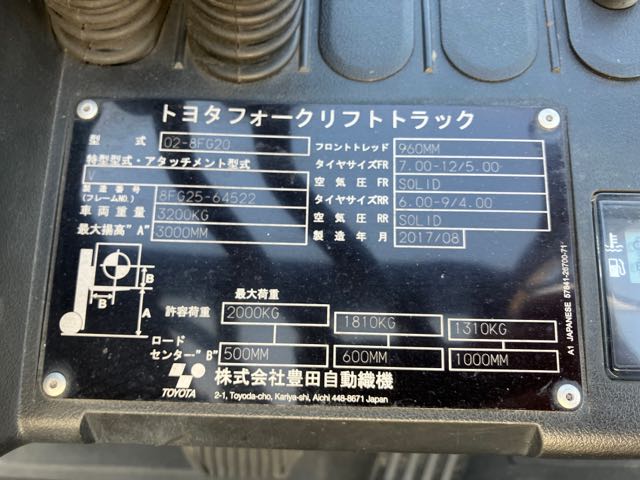 トヨタフォークリフトトラック
型式 02-8FG20 フロントトレッド 960MM
特型型式・アタッチメント型式 タイヤサイズFR 7.00-12/5.00
V 空気圧FR SOLID
製造番号 (フレームNO.) 8FG25-64522 タイヤサイズRR 6.00-9/4.00
車両重量 3200KG 空気圧RR SOLID
最大揚高"A" 3000MM 製造年月 2017/08
B
B
A
最大荷重
許容荷重 2000KG 1810KG 1310KG
ロードセンター"B" 500MM 600MM 1000MM
TOYOTA 株式会社豊田自動織機
2-1, Toyoda-cho, Kariya-shi, Aichi 448-8671 Japan
A1 JAPANESE 57841-26700-71